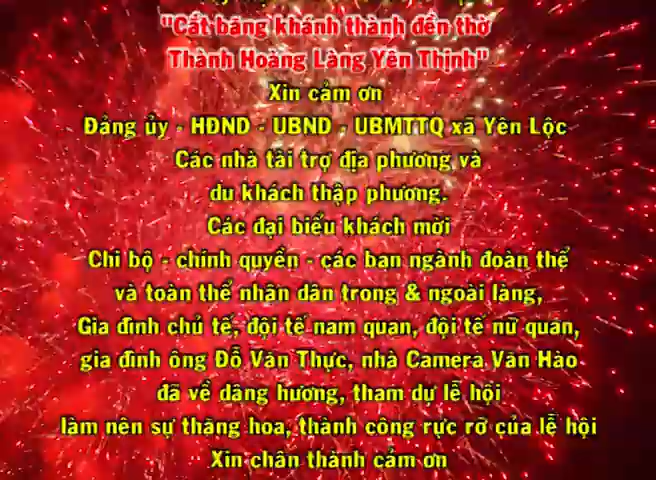 "Cắt băng khánh thành đền thờ
Thành Hoàng Làng Yên Thịnh"
Xin cảm ơn
Đảng ủy - HĐND - UBND - UBMTTQ xã Yên Lộc
Các nhà tài trợ địa phương và
du khách thập phương.
Các đại biểu khách mời
Chi bộ - chính quyền - các ban ngành đoàn thể
và toàn thể nhân dân trong & ngoài làng,
Gia đình chủ tế, đội tế nam quan, đội tế nữ quan,
gia đình ông Đỗ Văn Thực, nhà Camera Văn Hào
đã về dâng hương, tham dự lễ hội
làm nên sự thăng hoa, thành công rực rỡ của lễ hội
Xin chân thành cảm ơn